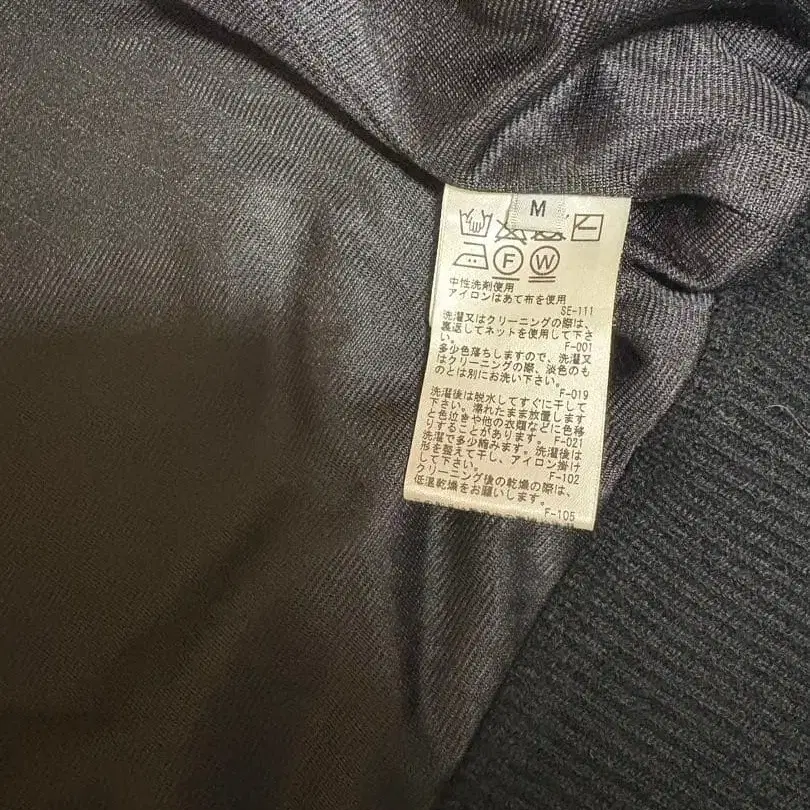 M
F W
中性洗剤使用
アイロンはあて布を使用
SE-111
洗濯又はクリーニングの際は、
裏返してネットを使用して下さ
い。 F-001
多少色落ちしますので、洗濯又
はクリーニングの際、淡色のも
のとは別にお洗い下さい。
F-019
洗濯後は脱水してすぐに干して
下さい。濡れたまま放置します
と色泣きや他の衣類などに色移
りすることがあります。 F-021
洗濯で多少縮みます。洗濯後は
形を整えて干し、アイロン掛け
して下さい。 F-102
クリーニング後の乾燥の際は、
低温乾燥をお願いします。
F-105